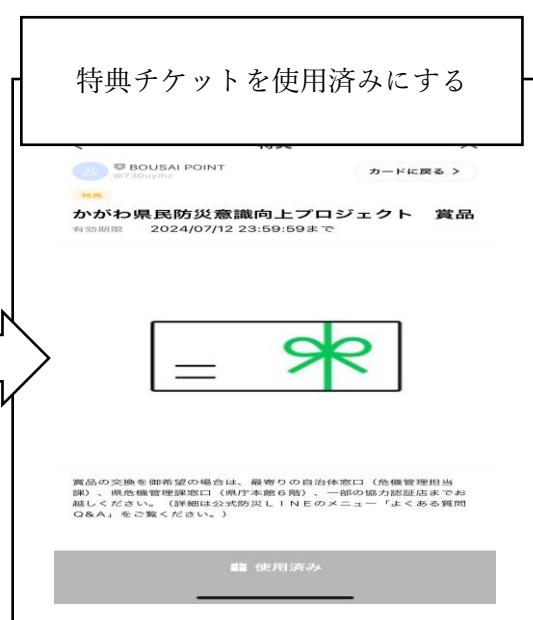 特典チケットを使用済みにする
BOUSAI POINT
@730uyihz
カードに戻る >
特典
かがわ県民防災意識向上プロジェクト 賞品
有効期限 2024/07/12 23:59:59まで
賞品の交換を御希望の場合は、最寄りの自治体窓口（危機管理担当
課）、県危機管理課窓口（県庁本館6階）、一部の協力認証店までお
越しください。（詳細は公式防災LINEのメニュー「よくある質問
Q&A」をご覧ください。）
使用済み